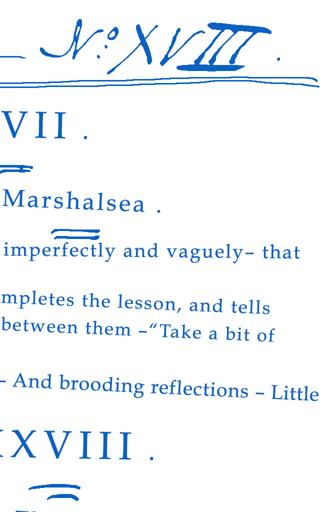 — Nº XVIII .
VII .
Marshalsea .
imperfectly and vaguely– that
mpletes the lesson, and tells
between them –“Take a bit of
– And brooding reflections – Little
XVIII .